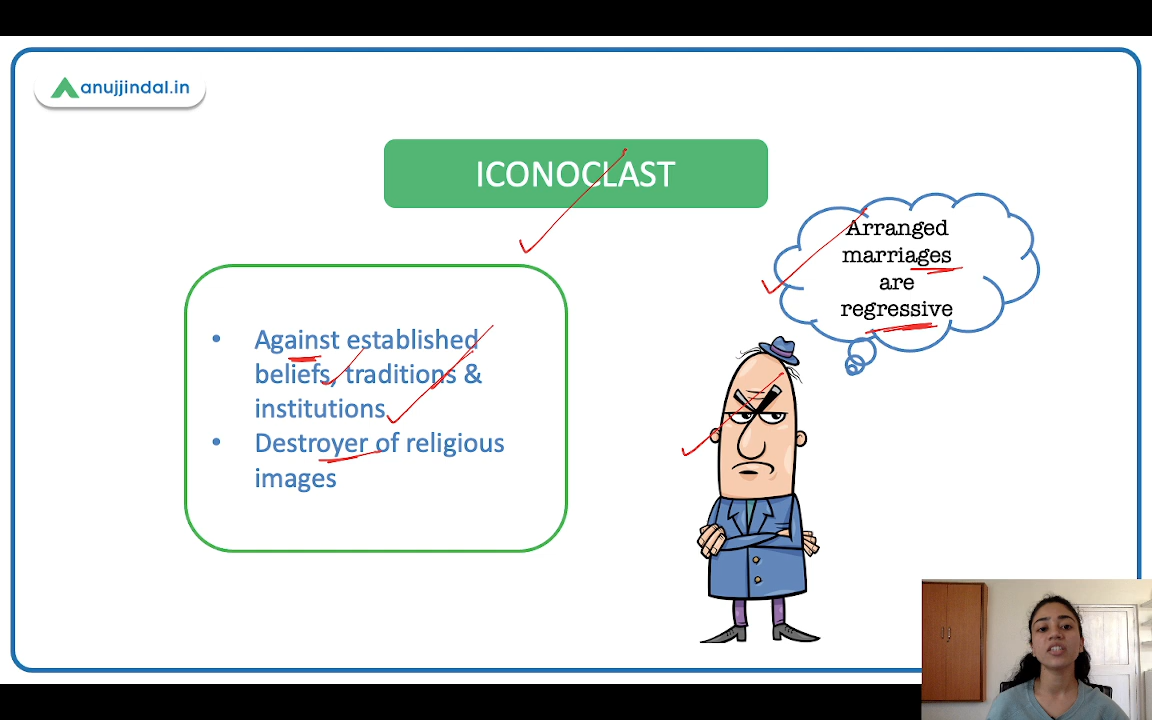 anujjindal.in
ICONOCLAST
Arranged
marriages
are
regressive
• Against established
beliefs, traditions &
institutions.
• Destroyer of religious
images